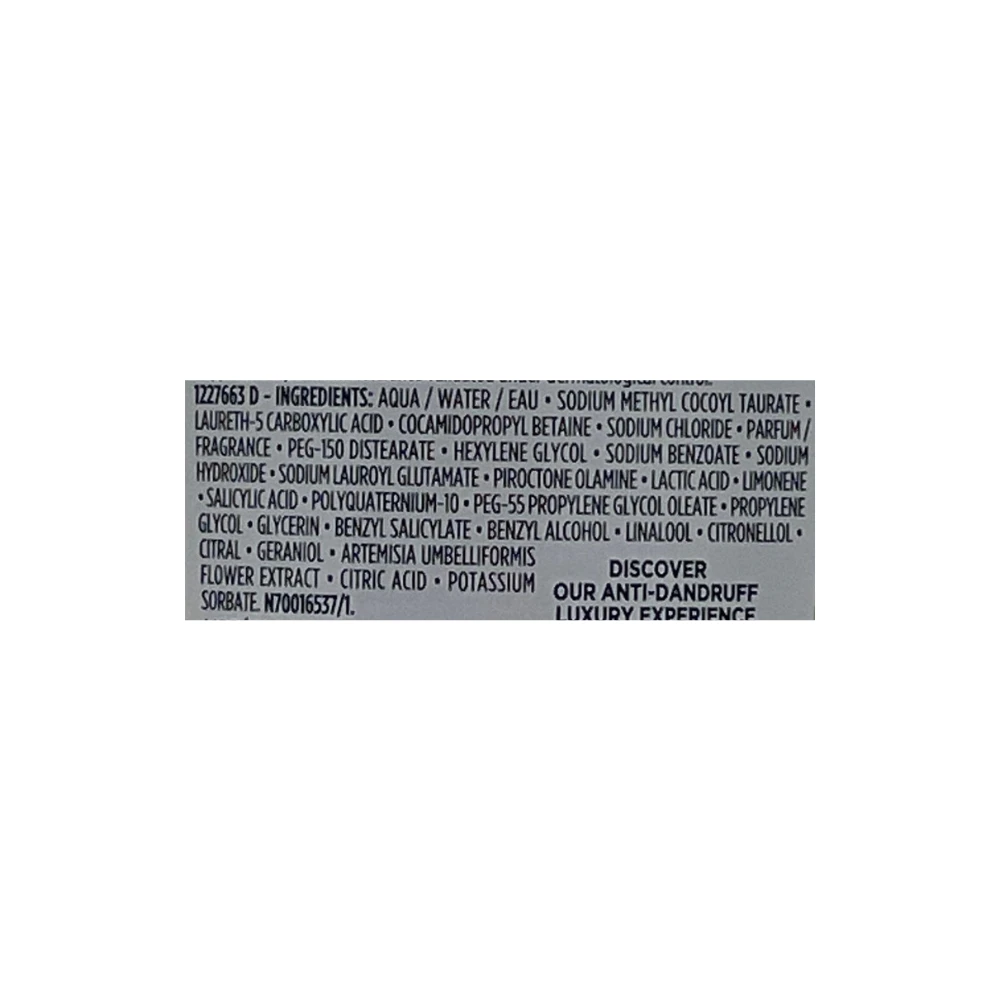 under dermatological control.
1227663 D - INGREDIENTS: AQUA / WATER / EAU • SODIUM METHYL COCOYL TAURATE •
LAURETH-5 CARBOXYLIC ACID • COCAMIDOPROPYL BETAINE • SODIUM CHLORIDE • PARFUM /
FRAGRANCE • PEG-150 DISTEARATE • HEXYLENE GLYCOL • SODIUM BENZOATE • SODIUM
HYDROXIDE • SODIUM LAUROYL GLUTAMATE • PIROCTONE OLAMINE • LACTIC ACID • LIMONENE
• SALICYLIC ACID • POLYQUATERNIUM-10 • PEG-55 PROPYLENE GLYCOL OLEATE • PROPYLENE
GLYCOL • GLYCERIN • BENZYL SALICYLATE • BENZYL ALCOHOL • LINALOOL • CITRONELLOL •
CITRAL • GERANIOL • ARTEMISIA UMBELLIFORMIS
FLOWER EXTRACT • CITRIC ACID • POTASSIUM
SORBATE. N70016537/1.
DISCOVER
OUR ANTI-DANDRUFF
LUXURY EXPERIENCE